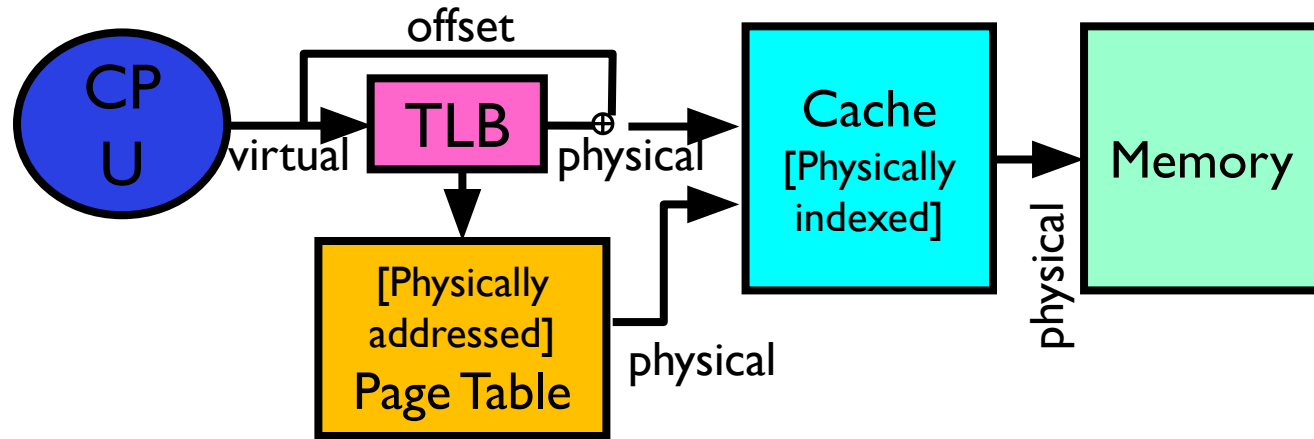 offset
CP
U
virtual
TLB
physical
Cache
[Physically
indexed]
Memory
physical
[Physically
addressed]
Page Table
physical